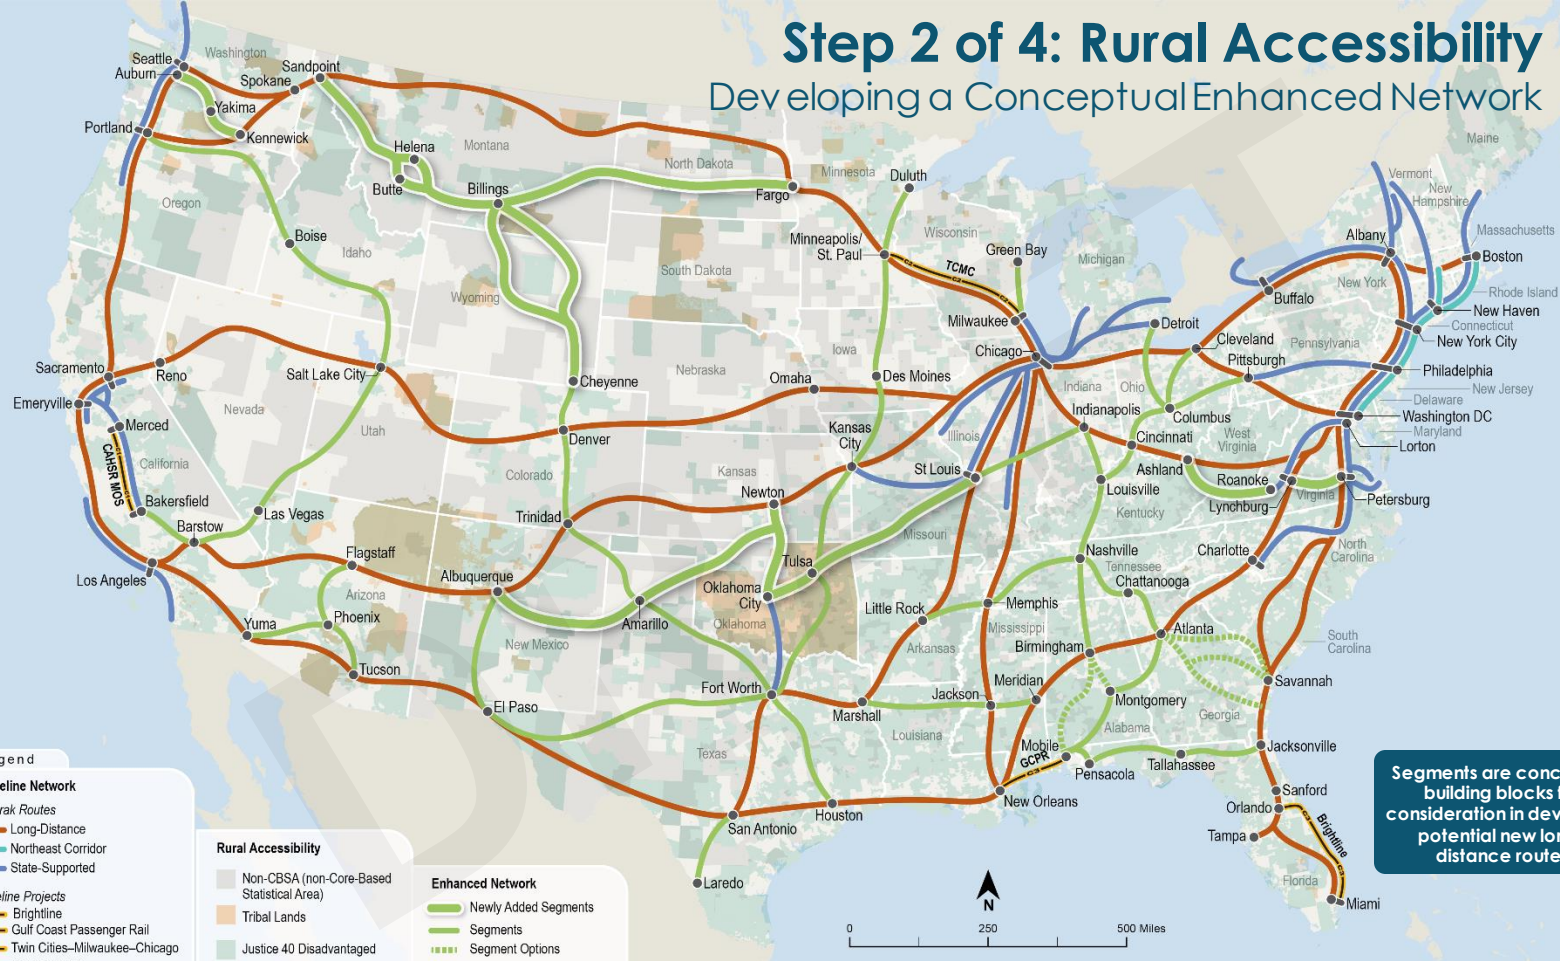 Step 2 of 4: Rural Accessibility
Developing a Conceptual Enhanced Network
Seattle
Auburn
Washington
Spokane
Sandpoint
Yakima
Kennewick
Portland
Helena
Butte
Montana
Billings
North Dakota
Fargo
Minnesota
Duluth
Maine
Vermont
New
Hampshire
Oregon
Boise
Idaho
Minneapolis/
St. Paul
Wisconsin
Green Bay
TCMC
Michigan
Albany
Massachusetts
Boston
South Dakota
Wyoming
Milwaukee
Detroit
Buffalo
New York
Rhode Island
New Haven
Connecticut
New York City
Chicago
Cleveland
Pittsburgh
Pennsylvania
Sacramento
Reno
Salt Lake City
Cheyenne
Nebraska
Omaha
Iowa
Des Moines
Indiana
Ohio
Philadelphia
New Jersey
Delaware
Washington DC
Maryland
Lorton
Emeryville
Merced
Nevada
Utah
Denver
Kansas
City
Illinois
Indianapolis
Columbus
Cincinnati
West
Virginia
CAHSR MOS
California
Colorado
Kansas
St Louis
Ashland
Roanoke
Lynchburg
Virginia
Petersburg
Bakersfield
Barstow
Las Vegas
Trinidad
Newton
Missouri
Louisville
Kentucky
Los Angeles
Flagstaff
Albuquerque
Tulsa
Nashville
Tennessee
Chattanooga
Charlotte
North
Carolina
Arizona
Phoenix
Yuma
Tucson
New Mexico
Amarillo
Oklahoma
City
Oklahoma
Little Rock
Arkansas
Memphis
Mississippi
Birmingham
Atlanta
South
Carolina
El Paso
Fort Worth
Marshall
Jackson
Meridian
Montgomery
Alabama
Georgia
Savannah
Texas
Louisiana
Mobile
GCPR
Pensacola
Tallahassee
Jacksonville
New Orleans
Houston
San Antonio
Laredo
Sanford
Orlando
Tampa
Brightline
Florida
Miami
Segments are conc
building blocks f
consideration in dev
potential new lor
distance route
gend
eline Network
rak Routes
Long-Distance
Northeast Corridor
State-Supported
eline Projects
Brightline
Gulf Coast Passenger Rail
Twin Cities–Milwaukee–Chicago
Rural Accessibility
Non-CBSA (non-Core-Based
Statistical Area)
Tribal Lands
Justice 40 Disadvantaged
Enhanced Network
Newly Added Segments
Segments
Segment Options
N
0 250 500 Miles
DRAFT